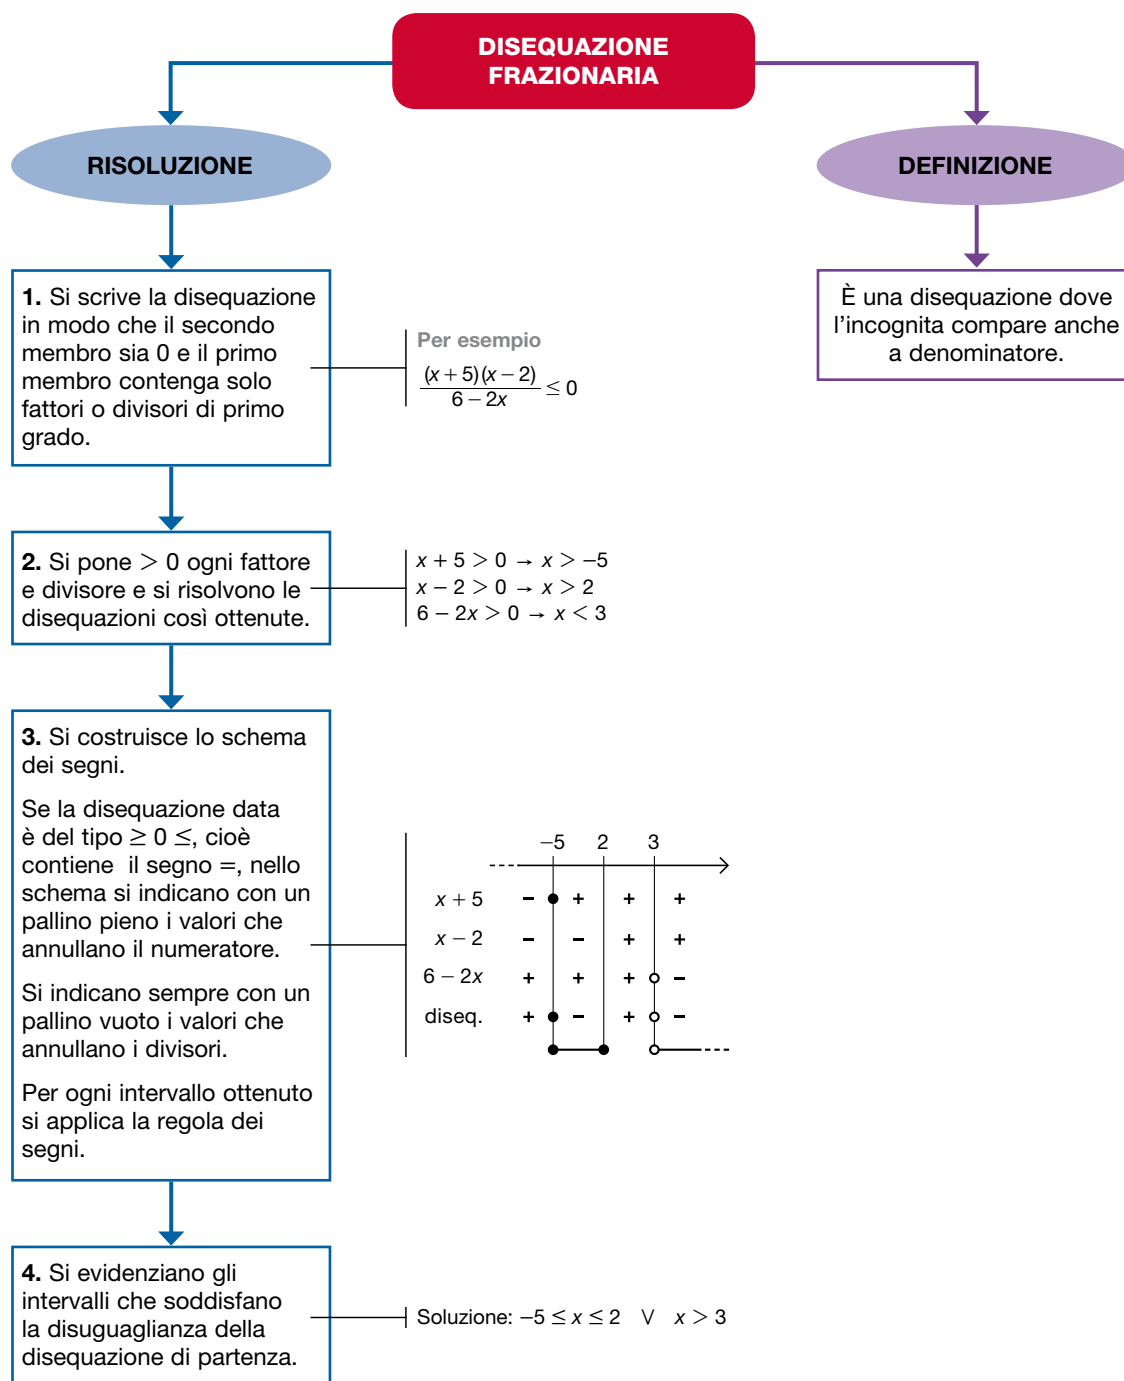 DISEQUAZIONE
FRAZIONARIA
RISOLUZIONE
1. Si scrive la disequazione
in modo che il secondo
membro sia 0 e il primo
membro contenga solo
fattori o divisori di primo
grado.
Per esempio
(x + 5)(x − 2)
6 − 2x
≤ 0
2. Si pone > 0 ogni fattore
e divisore e si risolvono le
disequazioni così ottenute.
x + 5 > 0 → x > −5
x − 2 > 0 → x > 2
6 − 2x > 0 → x < 3
3. Si costruisce lo schema
dei segni.
Se la disequazione data
è del tipo ≥ 0 ≤, cioè
contiene il segno =, nello
schema si indicano con un
pallino pieno i valori che
annullano il numeratore.
Si indicano sempre con un
pallino vuoto i valori che
annullano i divisori.
Per ogni intervallo ottenuto
si applica la regola dei
segni.
−5 2 3
x + 5 − + + +
x − 2 − − + +
6 − 2x + + + −
diseq. + − + −
4. Si evidenziano gli
intervalli che soddisfano
la disuguaglianza della
disequazione di partenza.
Soluzione: −5 ≤ x ≤ 2 ∨ x > 3
DEFINIZIONE
È una disequazione dove
l'incognita compare anche
a denominatore.